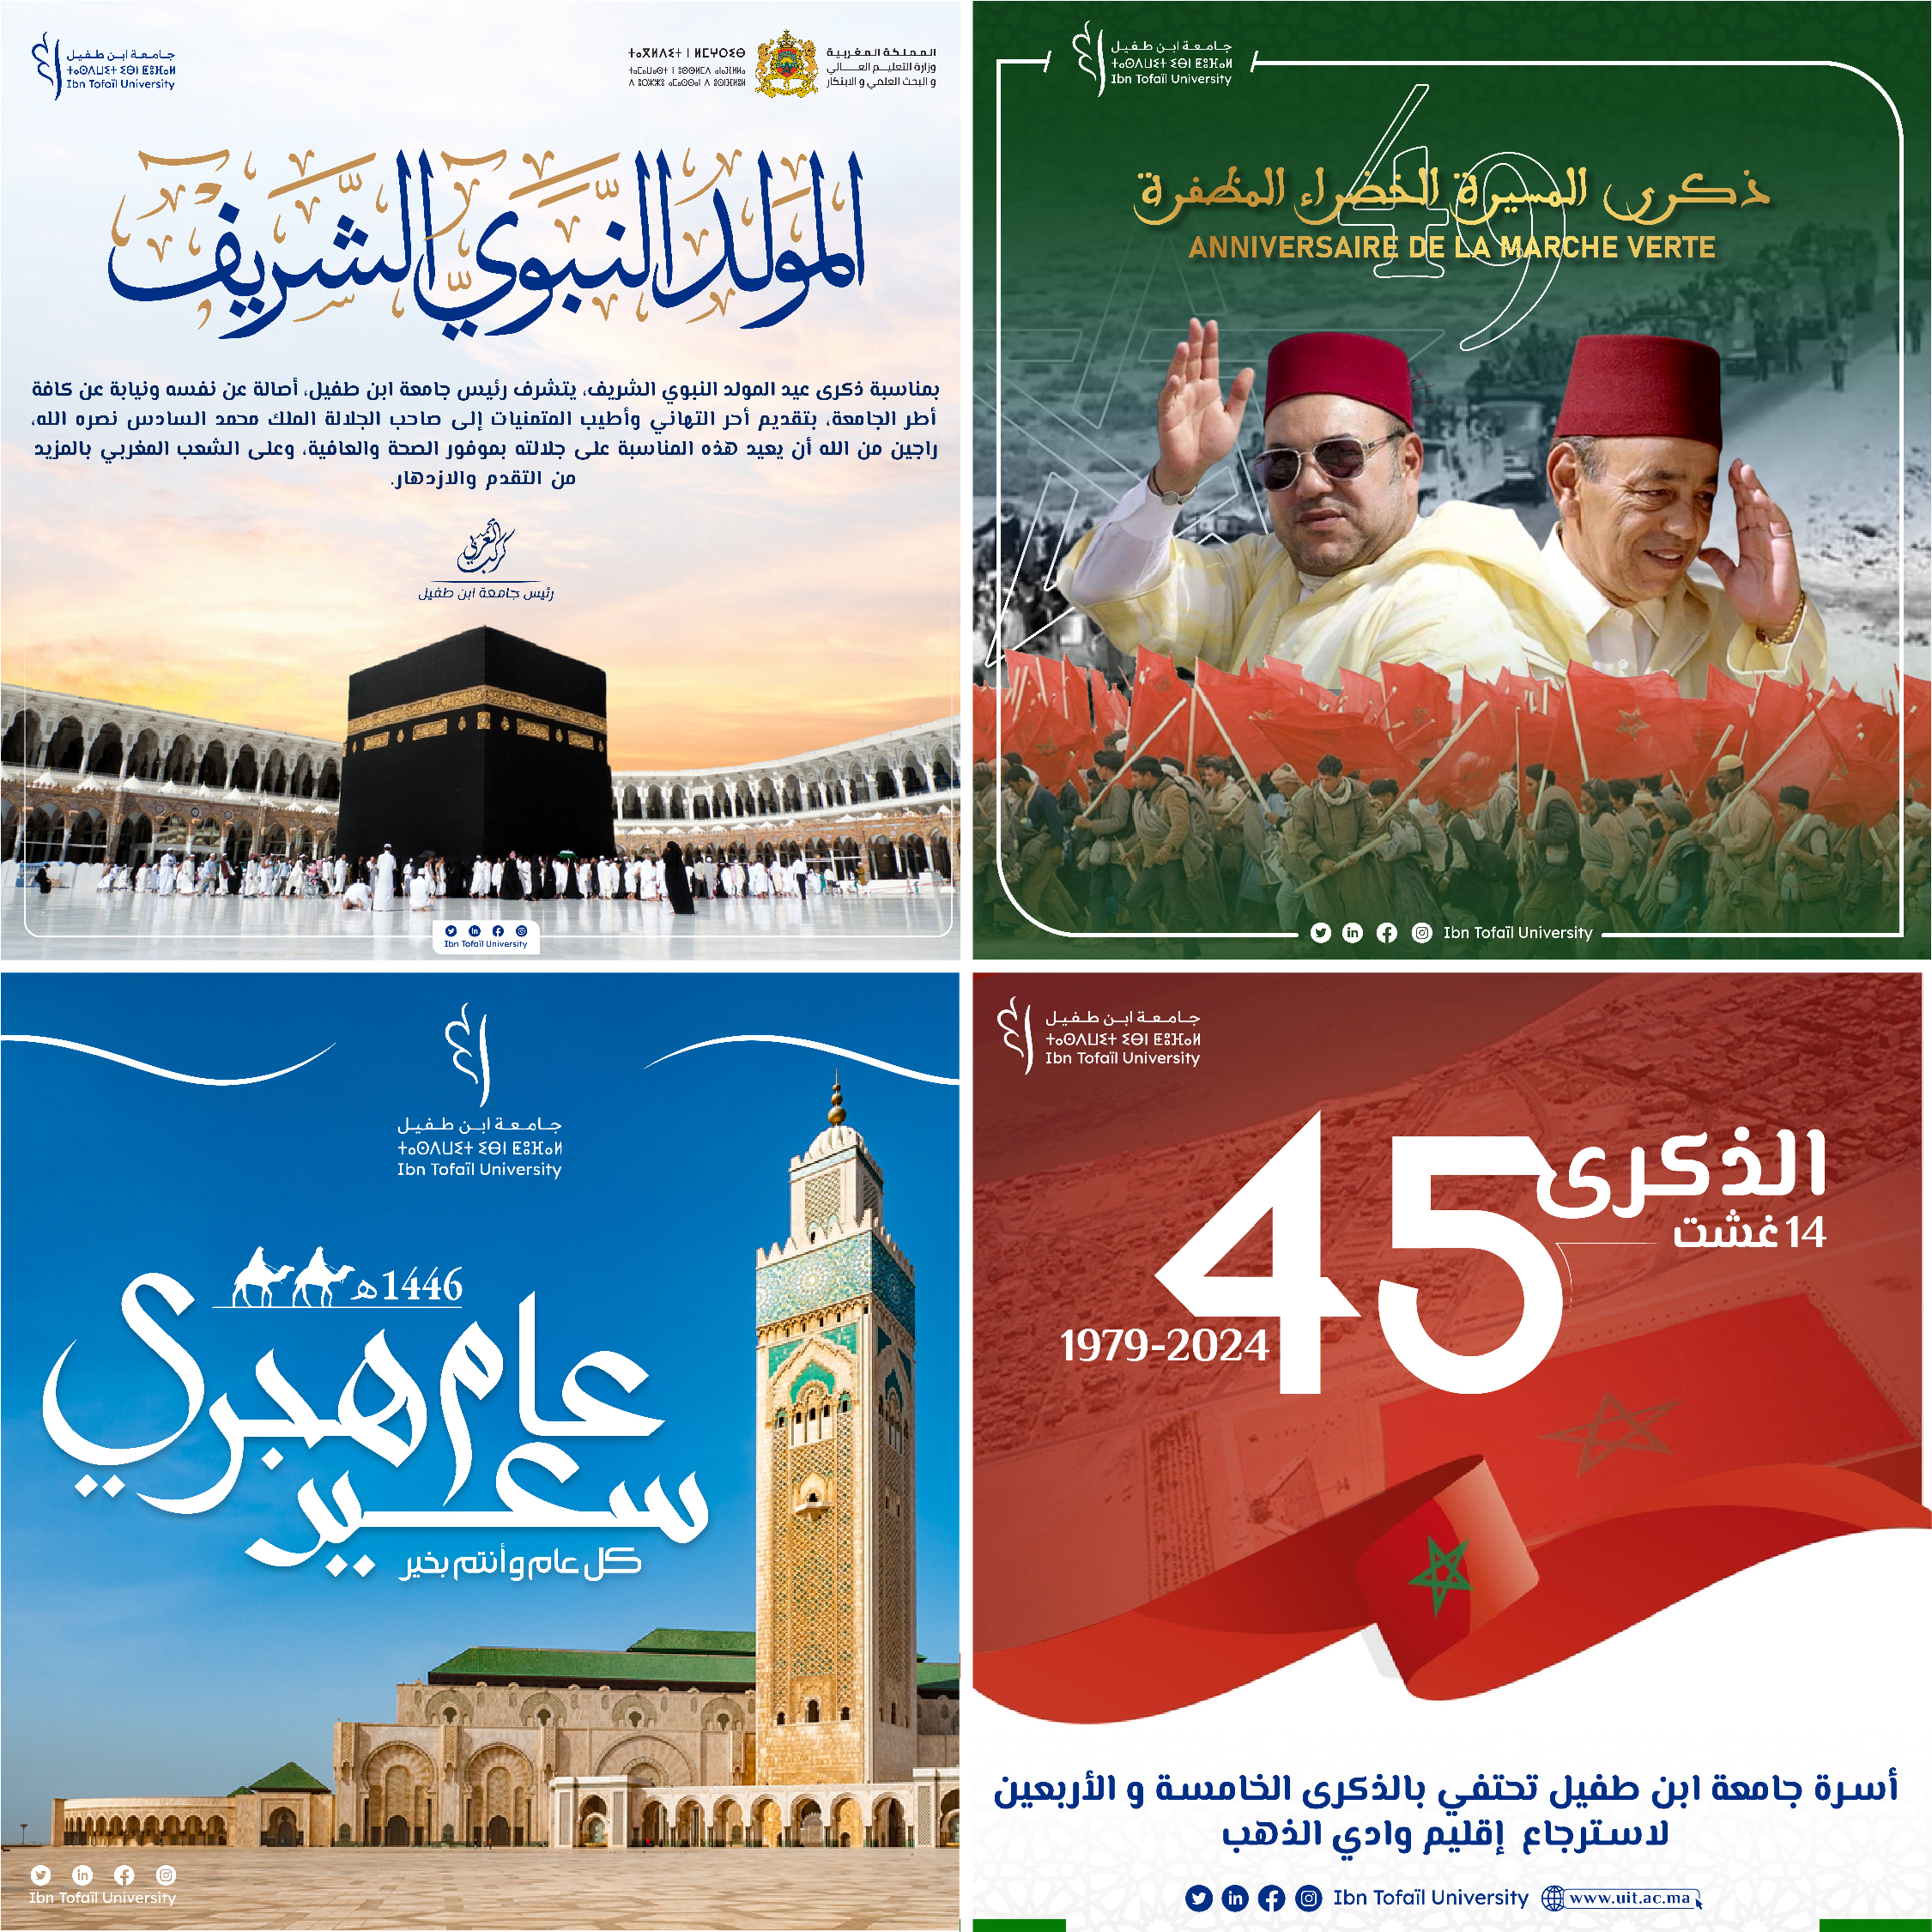 جامعة ابن طفيل
ⵜⴰⵙⴷⴰⵡⵉⵜ ⵉⴱⵏ ⵟⵓⴼⴰⵢⵍ
Ibn Tofaïl University
المملكة المغربية
وزارة التعليم العالي
و البحث العلمي و الابتكار
ⵜⴰⴳⵍⴷⵉⵜ ⵏ ⵍⵎⵖⵔⵉⴱ
المولد النبوي الشريف
بمناسبة ذكرى عيد المولد النبوي الشريف، يتشرف رئيس جامعة ابن طفيل، أصالة عن نفسه ونيابة عن كافة
أطر الجامعة، بتقديم أحر التهاني وأطيب المتمنيات إلى صاحب الجلالة الملك محمد السادس نصره الله،
راجين من الله أن يعيد هذه المناسبة على جلالته بموفور الصحة والعافية، وعلى الشعب المغربي بالمزيد
من التقدم والازدهار.
رئيس جامعة ابن طفيل
Ibn Tofaïl University
جامعة ابن طفيل
ⵜⴰⵙⴷⴰⵡⵉⵜ ⵉⴱⵏ ⵟⵓⴼⴰⵢⵍ
Ibn Tofaïl University
49
ذكرى المسيرة الخضراء المظفرة
ANNIVERSAIRE DE LA MARCHE VERTE
Ibn Tofaïl University
جامعة ابن طفيل
ⵜⴰⵙⴷⴰⵡⵉⵜ ⵉⴱⵏ ⵟⵓⴼⴰⵢⵍ
Ibn Tofaïl University
1446هـ
عام هجري
سعيد
كل عام وأنتم بخير
Ibn Tofaïl University
جامعة ابن طفيل
ⵜⴰⵙⴷⴰⵡⵉⵜ ⵉⴱⵏ ⵟⵓⴼⴰⵢⵍ
Ibn Tofaïl University
الذكرى 45
14 غشت
1979-2024
أسرة جامعة ابن طفيل تحتفي بالذكرى الخامسة و الأربعين
لاسترجاع إقليم وادي الذهب
Ibn Tofaïl University www.uit.ac.ma